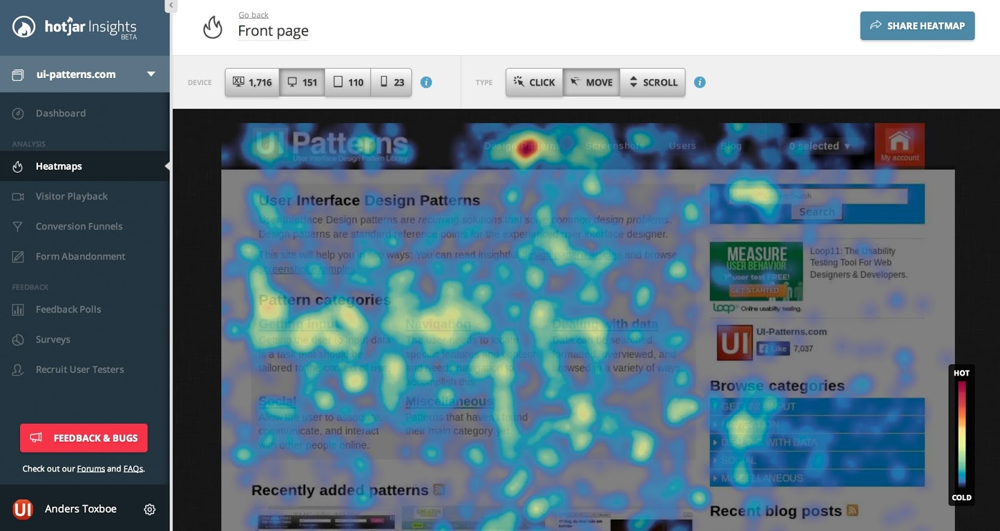 hotjar Insights
BETA
ui-patterns.com
Dashboard
ANALYSIS
Heatmaps
Visitor Playback
Conversion Funnels
Form Abandonment
FEEDBACK
Feedback Polls
Surveys
Recruit User Testers
FEEDBACK & BUGS
Check out our Forums and FAQs.
UI Anders Toxboe
Go back
Front page
SHARE HEATMAP
DEVICE XL 1,716 151 110 23
TYPE CLICK MOVE SCROLL
UI Patterns
User Interface Design Pattern Library
Design Patterns Screenshots Users Blog 0 selected
My account
User Interface Design Patterns
User Interface Design patterns are recurring solutions that solve common design problems.
Design patterns are standard reference points for the experienced user interface designer.
This site will help you in two ways: You can read insightful design pattern articles and browse
screenshot examples.
Pattern categories
Getting input
Getting the user to input data
is a task that should be
tailored to the context of use.
Navigation
The user needs to locate
specific features and content
and needs navigation to
accomplish this.
Dealing with data
Data can be searched,
formatted, overviewed, and
browsed in a variety of ways.
Social
Allow the user to associate,
communicate, and interact
with other people online.
Miscellaneous
Patterns that haven't found
their main category yet.
Recently added patterns
Custom Search
Search
MEASURE
USER BEHAVIOR
1st user test FREE!
GET STARTED
Loop11 Online usability testing.
Loop11: The Usability
Testing Tool For Web
Designers & Developers.
UI
UI-Patterns.com
Like 7,037
Browse categories
GETTING INPUT
NAVIGATION
DEALING WITH DATA
SOCIAL
MISCELLANEOUS
Recent blog posts
HOT
COLD